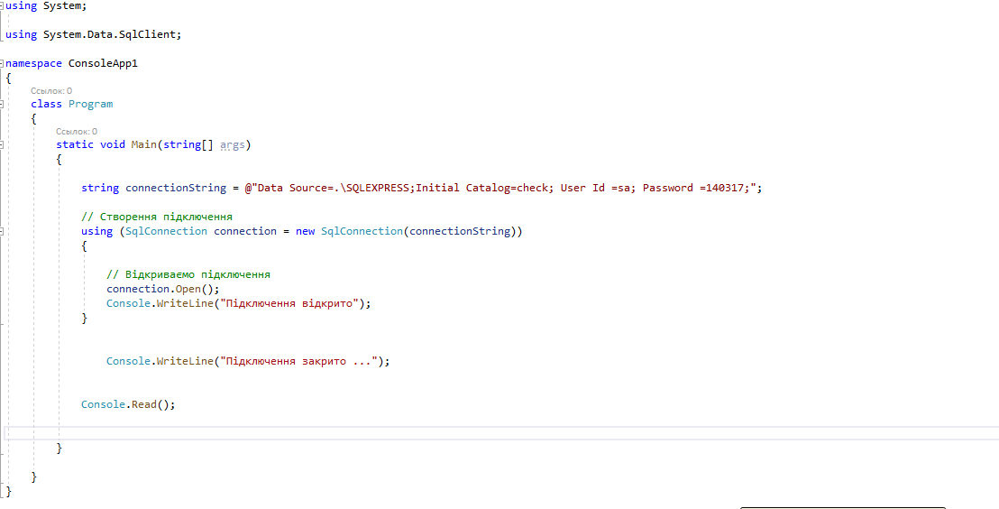 using System;
using System.Data.SqlClient;
namespace ConsoleApp1
{
Ссылок: 0
class Program
{
Ссылок: 0
static void Main(string[] args)
{
string connectionString = @"Data Source=.\SQLEXPRESS;Initial Catalog=check; User Id =sa; Password =140317;";
// Створення підключення
using (SqlConnection connection = new SqlConnection(connectionString))
{
// Відкриваємо підключення
connection.Open();
Console.WriteLine("Підключення відкрито");
}
Console.WriteLine("Підключення закрито ...");
Console.Read();
}
}
}